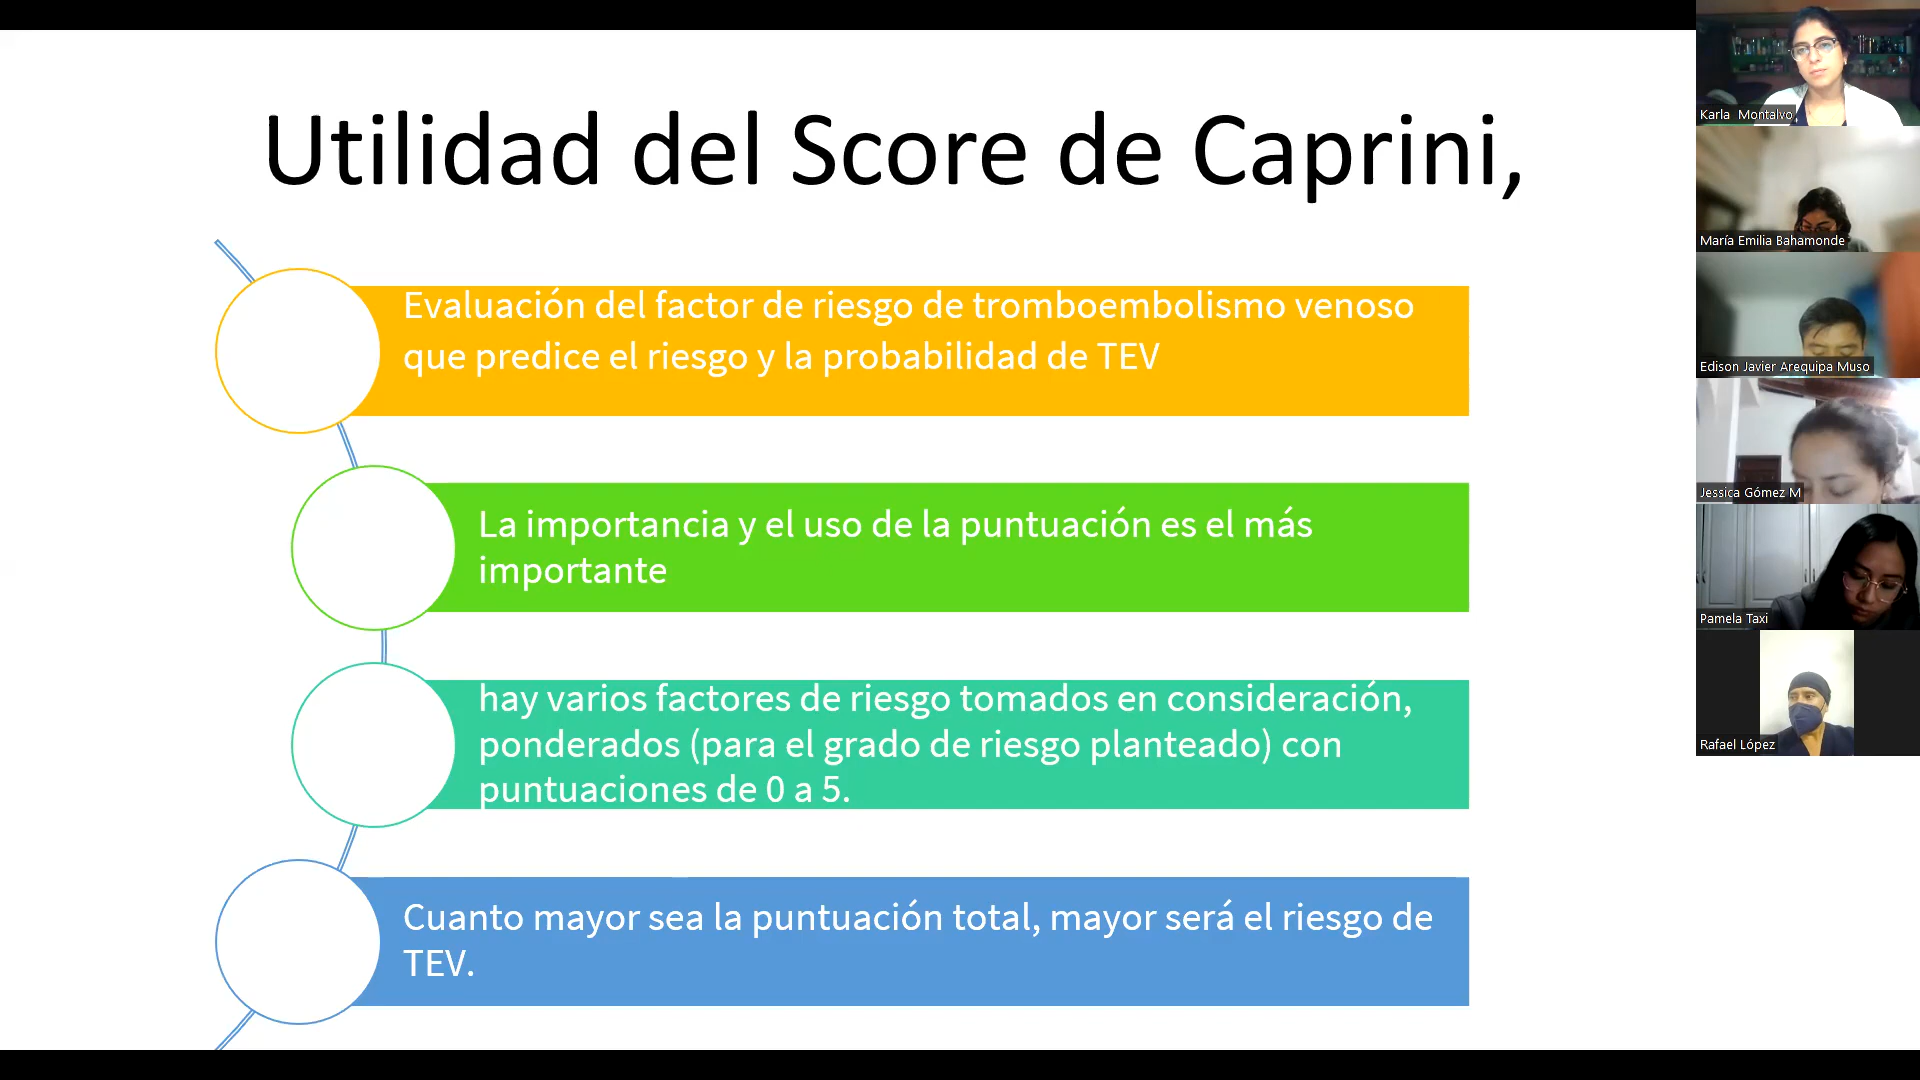 Utilidad del Score de Caprini,
Evaluación del factor de riesgo de tromboembolismo venoso
que predice el riesgo y la probabilidad de TEV
La importancia y el uso de la puntuación es el más
importante
hay varios factores de riesgo tomados en consideración,
ponderados (para el grado de riesgo planteado) con
puntuaciones de 0 a 5.
Cuanto mayor sea la puntuación total, mayor será el riesgo de
TEV.
Karla Montalvo
María Emilia Bahamonde
Edison Javier Arequipa Muso
Jessica Gómez M
Pamela Taxi
Rafael López